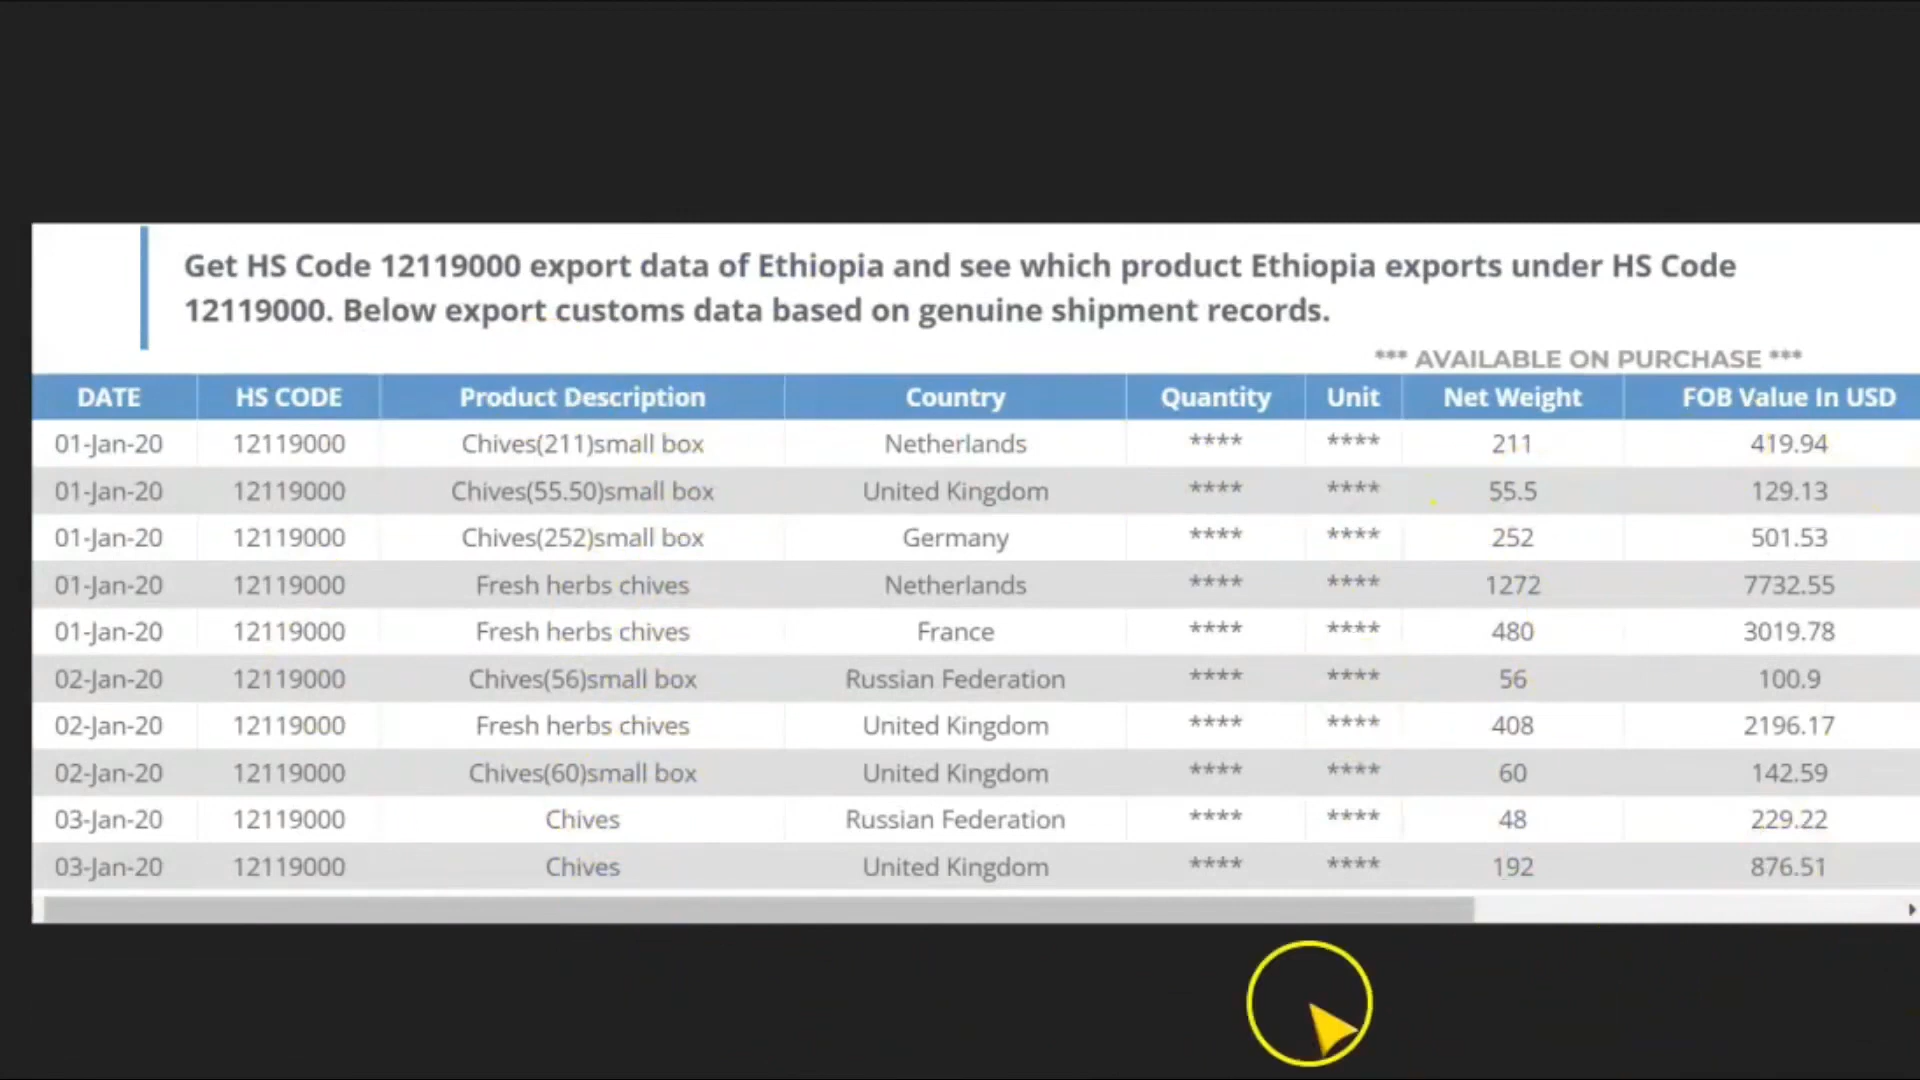 Get HS Code 12119000 export data of Ethiopia and see which product Ethiopia exports under HS Code
12119000. Below export customs data based on genuine shipment records.
*** AVAILABLE ON PURCHASE ***
DATE HS CODE Product Description Country Quantity Unit Net Weight FOB Value In USD
01-Jan-20 12119000 Chives(211)small box Netherlands **** **** 211 419.94
01-Jan-20 12119000 Chives(55.50)small box United Kingdom **** **** 55.5 129.13
01-Jan-20 12119000 Chives(252)small box Germany **** **** 252 501.53
01-Jan-20 12119000 Fresh herbs chives Netherlands **** **** 1272 7732.55
01-Jan-20 12119000 Fresh herbs chives France **** **** 480 3019.78
02-Jan-20 12119000 Chives(56)small box Russian Federation **** **** 56 100.9
02-Jan-20 12119000 Fresh herbs chives United Kingdom **** **** 408 2196.17
02-Jan-20 12119000 Chives(60)small box United Kingdom **** **** 60 142.59
03-Jan-20 12119000 Chives Russian Federation **** **** 48 229.22
03-Jan-20 12119000 Chives United Kingdom **** **** 192 876.51